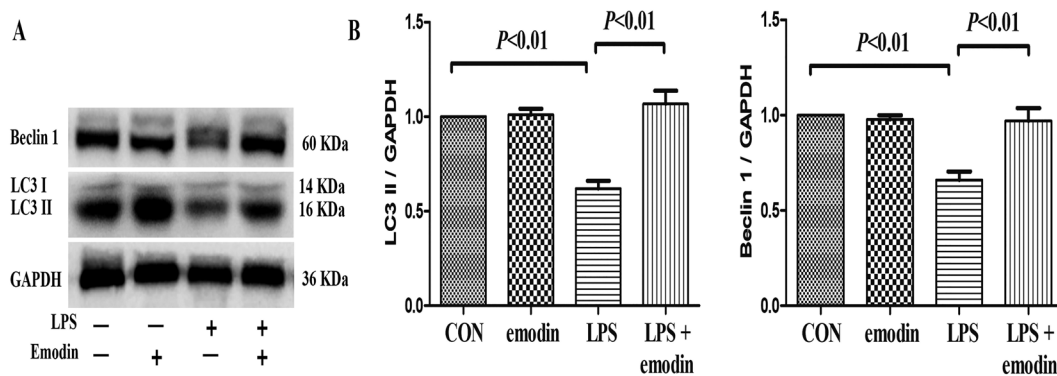 A
Beclin 1
60 KDa
LC3 I
14 KDa
LC3 II
16 KDa
GAPDH
36 KDa
LPS – – + +
Emodin – + – +
B
LC3 II / GAPDH
1.5
1.0
0.5
0.0
P<0.01
P<0.01
CON
emodin
LPS
LPS +
emodin
Beclin 1 / GAPDH
1.5
1.0
0.5
0.0
P<0.01
P<0.01
CON
emodin
LPS
LPS +
emodin